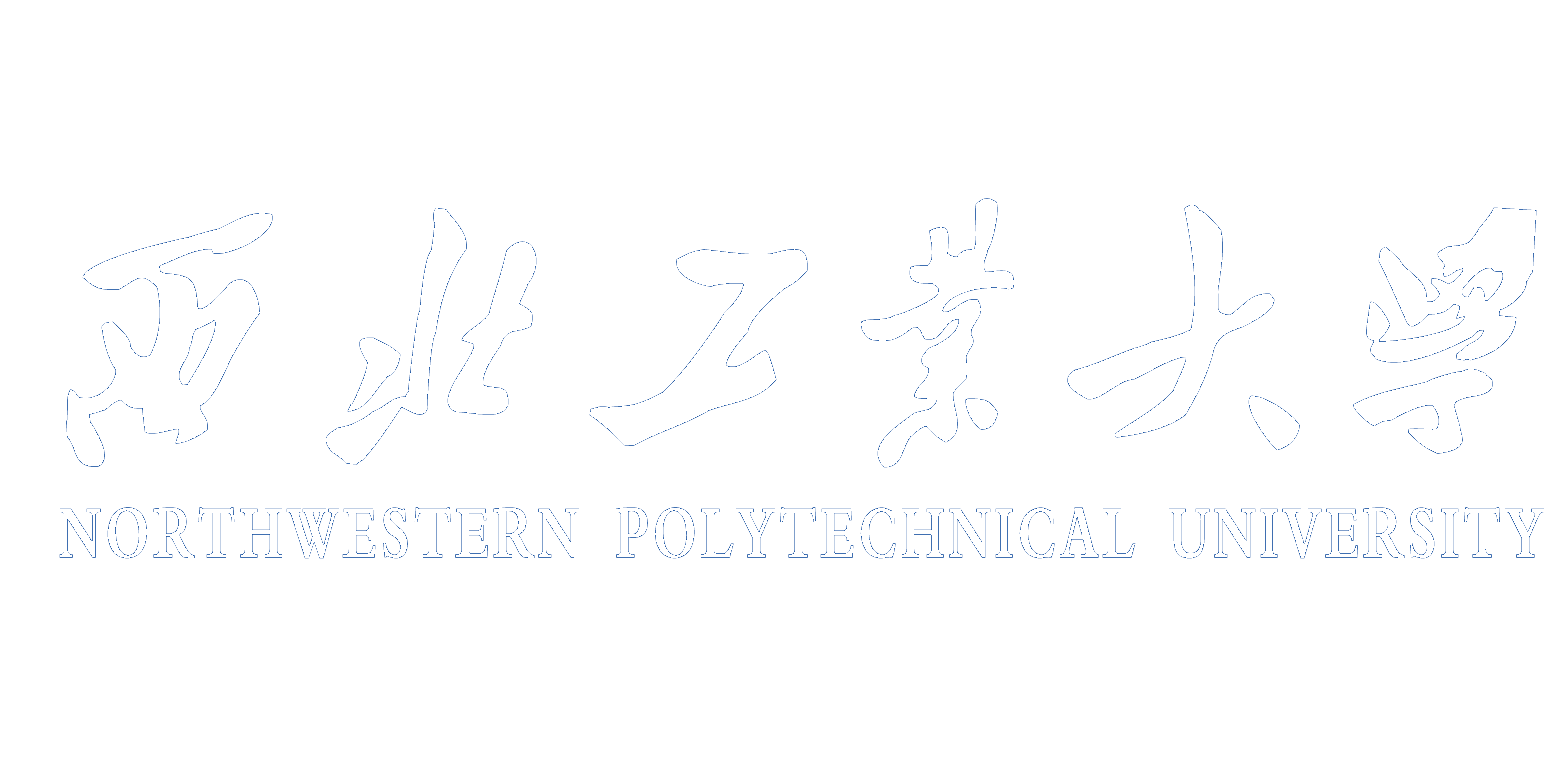 西北工業大學
NORTHWESTERN POLYTECHNICAL UNIVERSITY